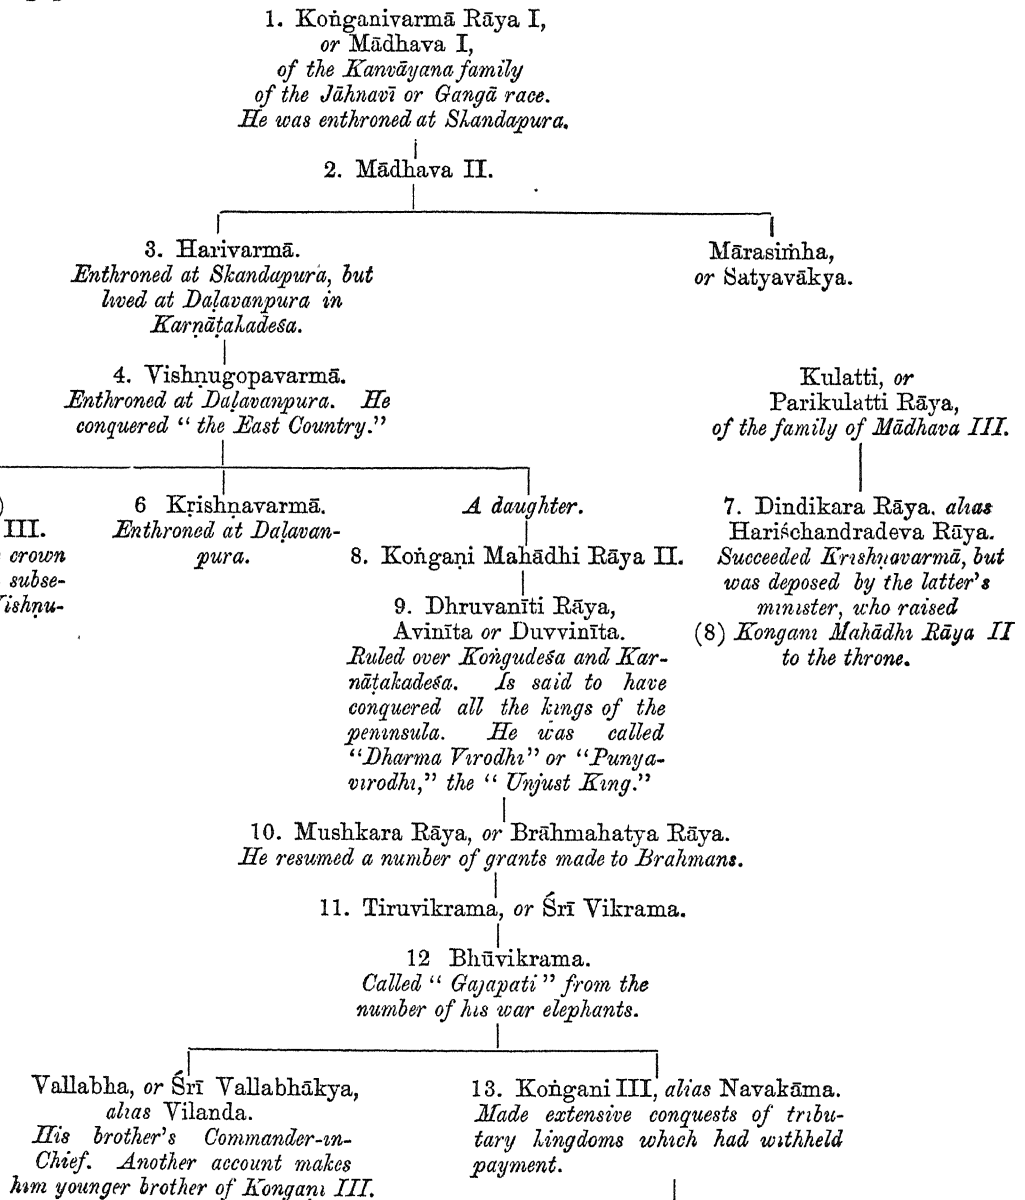 1. Koṅganivarmā Rāya I,
or Mādhava I,
of the Kanvāyana family
of the Jāhnavī or Gangā race.
He was enthroned at Skandapura.
2. Mādhava II.
3. Harivarmā.
Enthroned at Skandapura, but
lived at Daḷavanpura in
Karṇāṭakadeśa.
Mārasiṁha,
or Satyavākya.
4. Vishṇugopavarmā.
Enthroned at Daḷavanpura. He
conquered “ the East Country.”
Kulatti, or
Parikulatti Rāya,
of the family of Mādhava III.
)
III.
crown
subse-
Vishṇu-
6 Kṛishṇavarmā.
Enthroned at Daḷavan-
pura.
A daughter.
8. Koṅgaṇi Mahādhi Rāya II.
7. Dindikara Rāya, alias
Hariśchandradeva Rāya.
Succeeded Krishṇavarmā, but
was deposed by the latter's
minister, who raised
(8) Kongani Mahādhi Rāya II
to the throne.
9. Dhruvanīti Rāya,
Avinīta or Duvvinīta.
Ruled over Koṅgudeśa and Kar-
nāṭakadeśa. Is said to have
conquered all the kings of the
peninsula. He was called
“Dharma Virodhi” or “Punya-
virodhi,” the “ Unjust King.”
10. Mushkara Rāya, or Brāhmahatya Rāya.
He resumed a number of grants made to Brahmans.
11. Tiruvikrama, or Śrī Vikrama.
12 Bhūvikrama.
Called “ Gajapati ” from the
number of his war elephants.
Vallabha, or Śrī Vallabhākya,
alias Vilanda.
His brother's Commander-in-
Chief. Another account makes
him younger brother of Kongaṇi III.
13. Koṅgani III, alias Navakāma.
Made extensive conquests of tribu-
tary kingdoms which had withheld
payment.